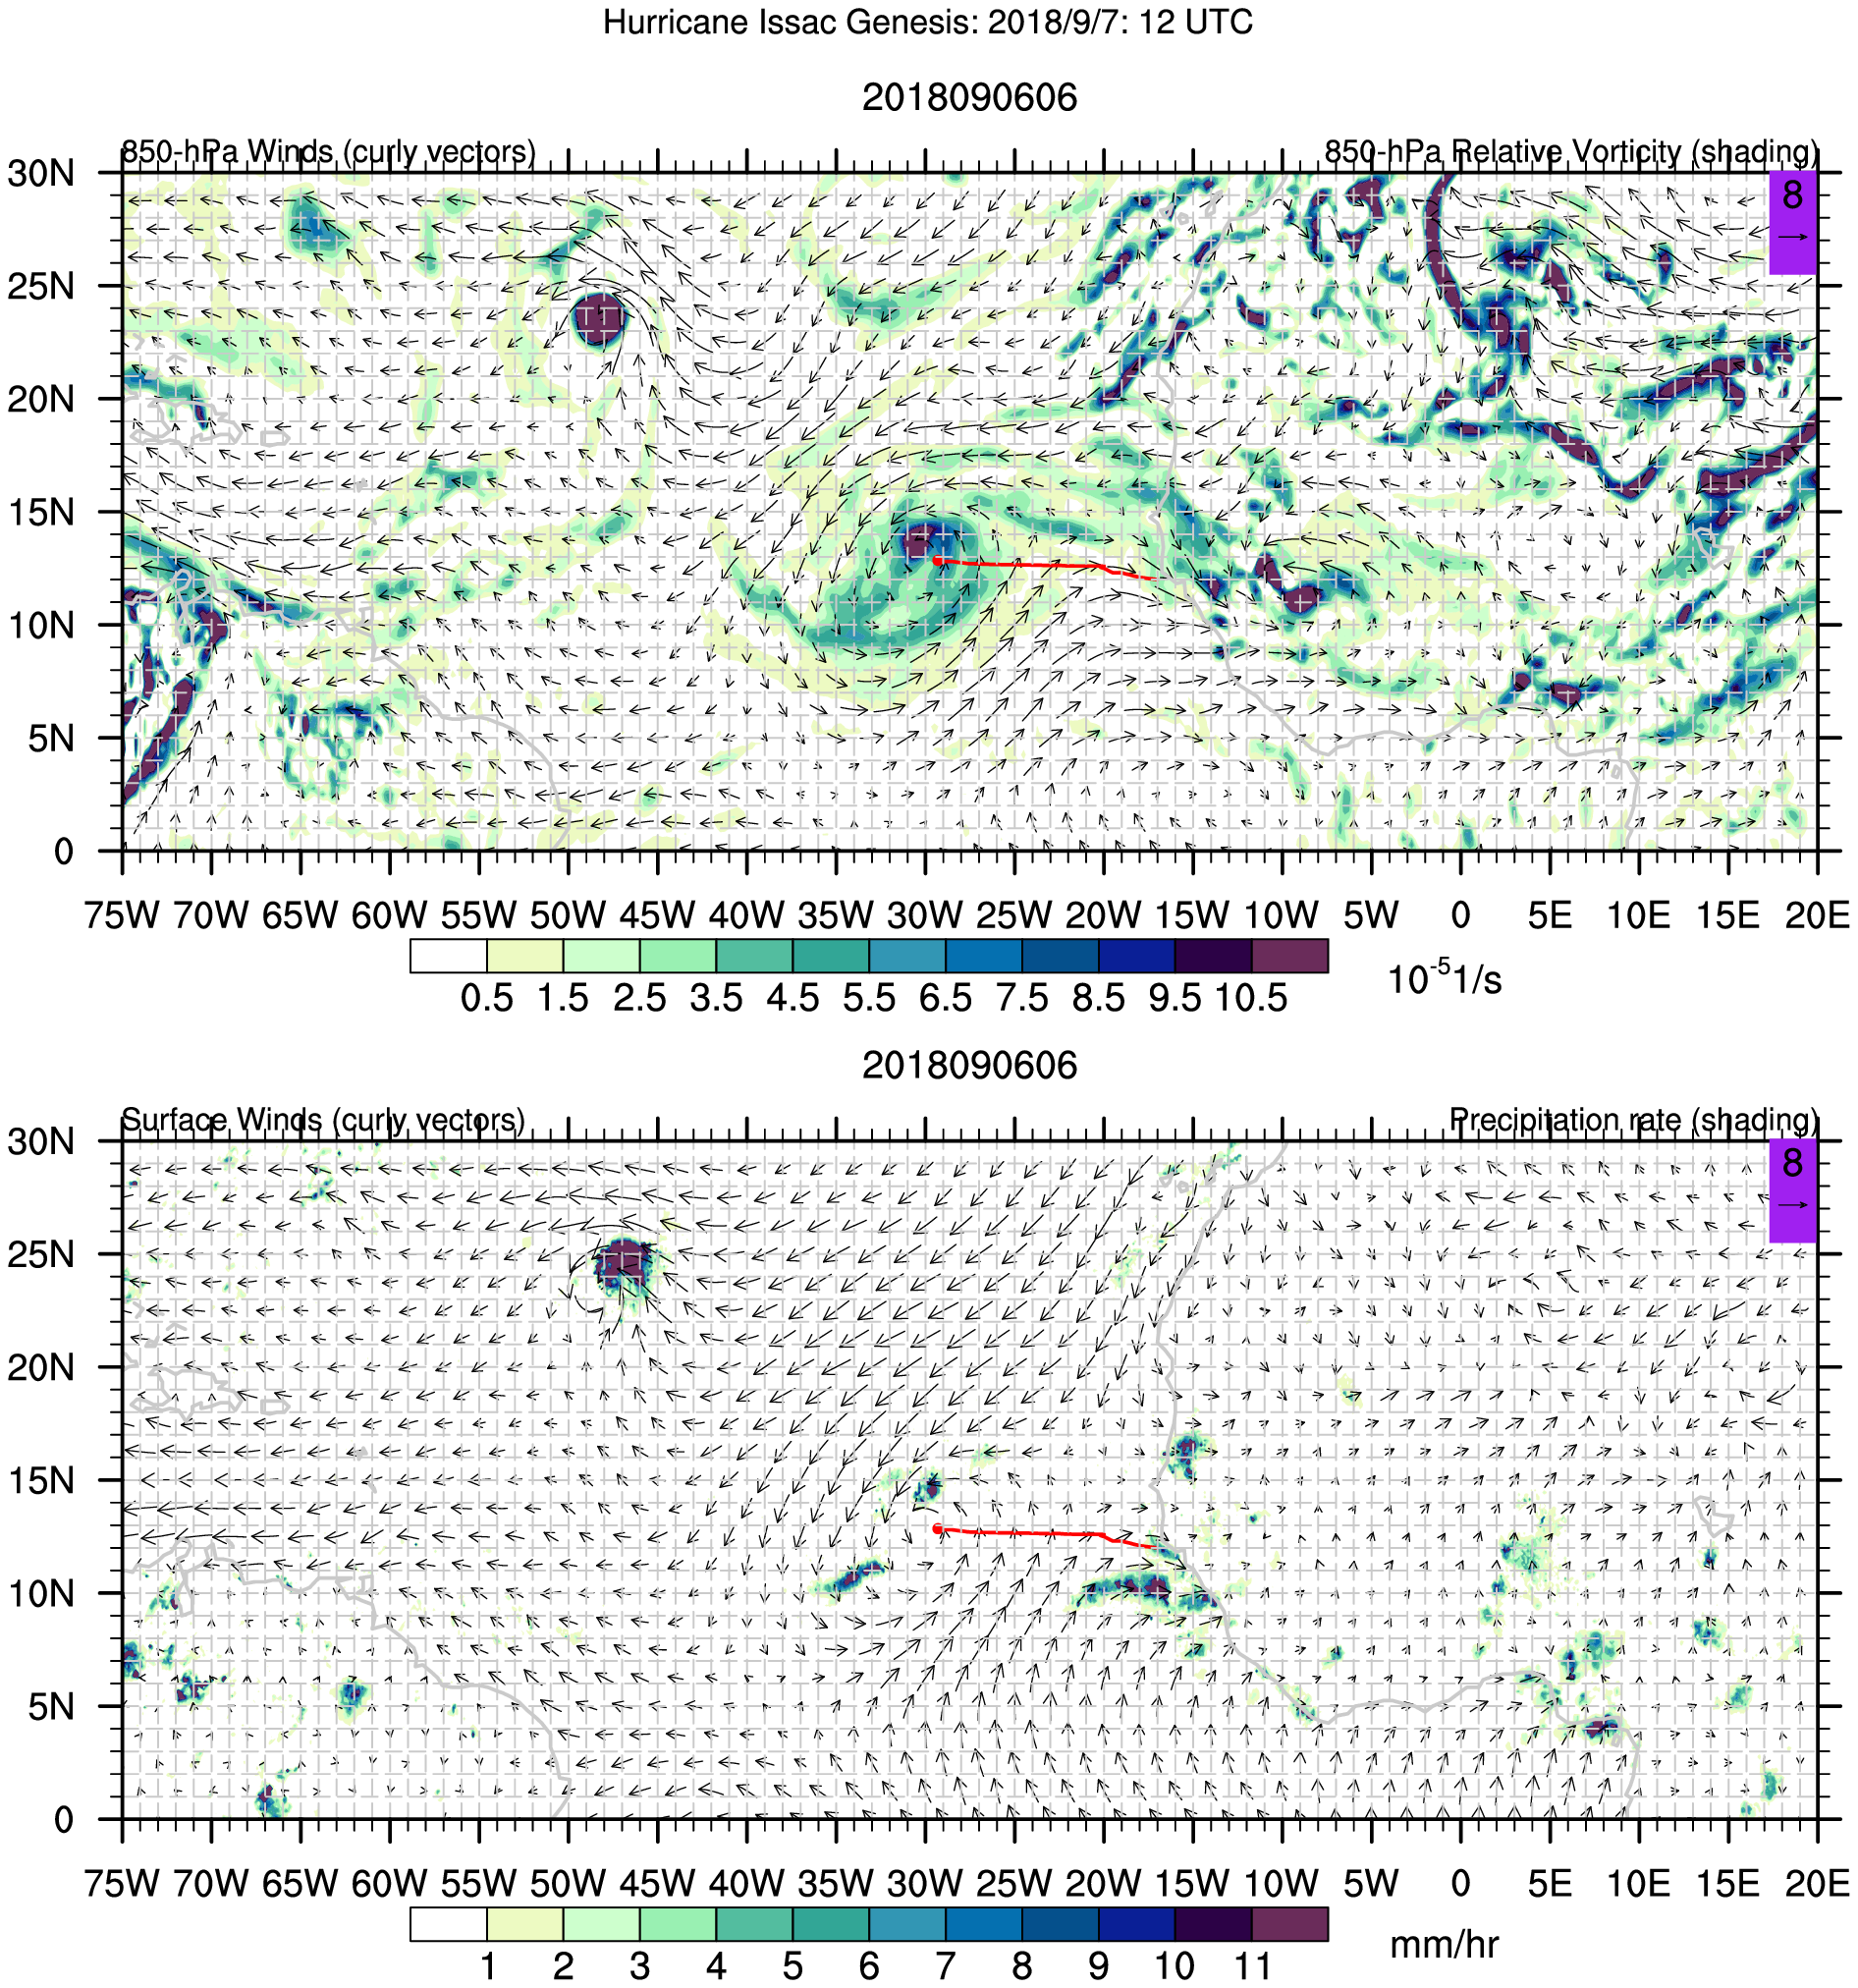 Hurricane Issac Genesis: 2018/9/7: 12 UTC
2018090606
850-hPa Winds (curly vectors) 850-hPa Relative Vorticity (shading)
30N
8
25N
20N
15N
10N
5N
0
75W 70W 65W 60W 55W 50W 45W 40W 35W 30W 25W 20W 15W 10W 5W 0 5E 10E 15E 20E
0.5 1.5 2.5 3.5 4.5 5.5 6.5 7.5 8.5 9.5 10.5
10-51/s
2018090606
Surface Winds (curly vectors) Precipitation rate (shading)
30N
8
25N
20N
15N
10N
5N
0
75W 70W 65W 60W 55W 50W 45W 40W 35W 30W 25W 20W 15W 10W 5W 0 5E 10E 15E 20E
1 2 3 4 5 6 7 8 9 10 11
mm/hr